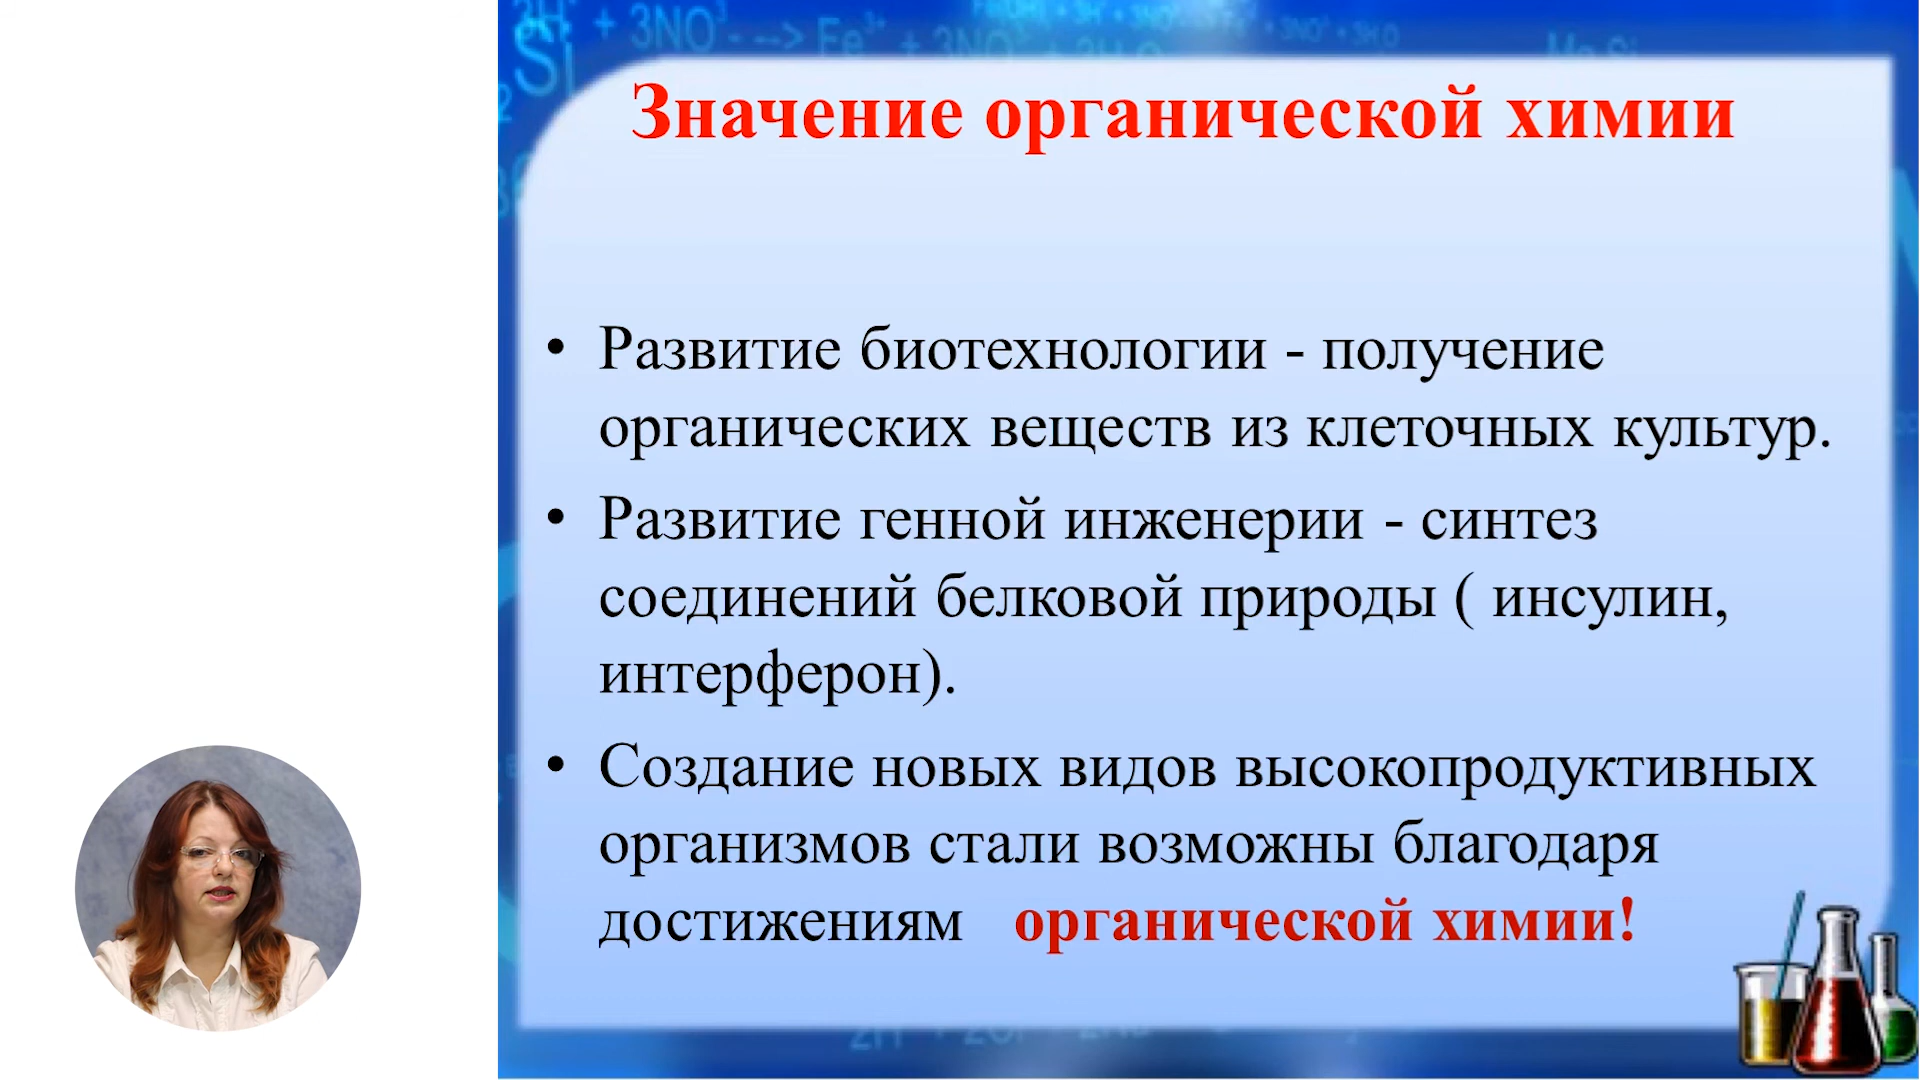 Значение органической химии
• Развитие биотехнологии - получение
органических веществ из клеточных культур.
• Развитие генной инженерии - синтез
соединений белковой природы ( инсулин,
интерферон).
• Создание новых видов высокопродуктивных
организмов стали возможны благодаря
достижениям органической химии!